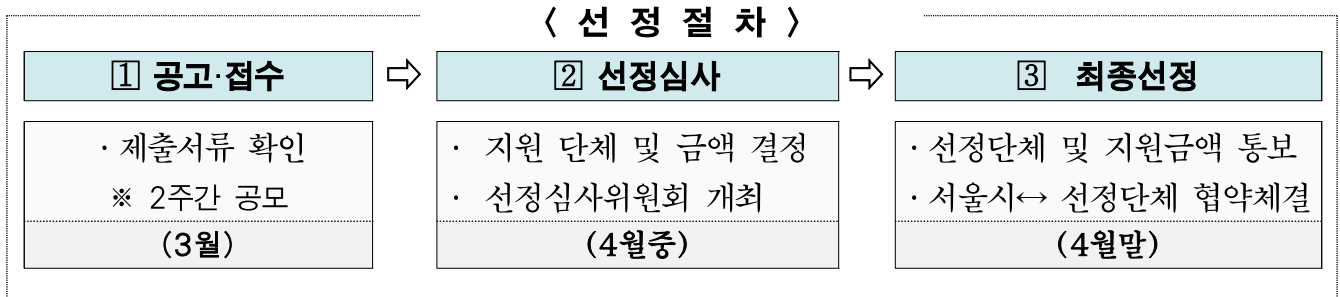 〈 선 정 절 차 〉
1 공고·접수 ⇨ 2 선정심사 ⇨ 3 최종선정
· 제출서류 확인
※ 2주간 공모
(3월)
· 지원 단체 및 금액 결정
· 선정심사위원회 개최
(4월중)
· 선정단체 및 지원금액 통보
· 서울시↔ 선정단체 협약체결
(4월말)